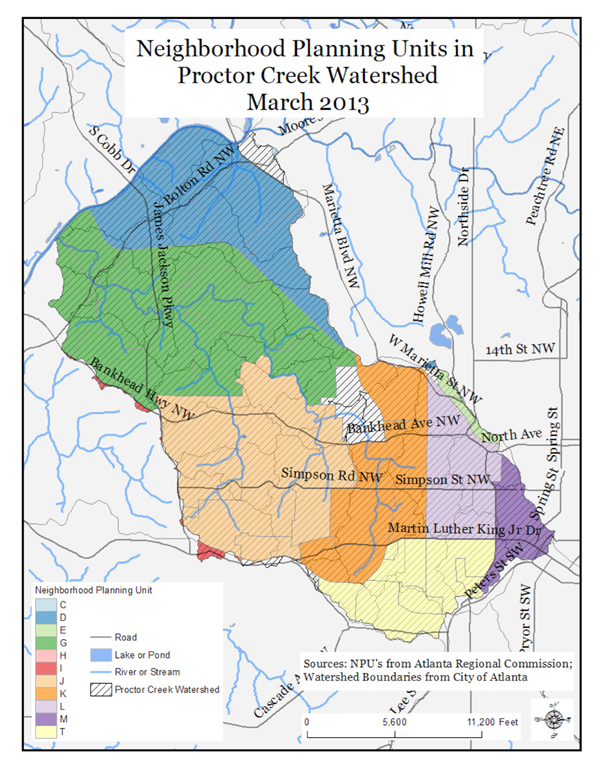 Neighborhood Planning Units in
Proctor Creek Watershed
March 2013
Moore's
S Cobb Dr
Bolton Rd NW
James Jackson Pkwy
Marietta Blvd NW
Howell Mill Rd NW
Northside Dr
Peachtree Rd NE
14th St NW
W Marietta St NW
Bankhead Hwy NW
Bankhead Ave NW
North Ave
Spring St
Spring St
Simpson Rd NW
Simpson St NW
Martin Luther King Jr Dr
Peters St SW
Pryor St SW
Cascade A
Lee S
Neighborhood Planning Unit
C
D
E
G
H
I
J
K
L
M
T
Road
Lake or Pond
River or Stream
Proctor Creek Watershed
Sources: NPU's from Atlanta Regional Commission;
Watershed Boundaries from City of Atlanta
0 5,600 11,200 Feet